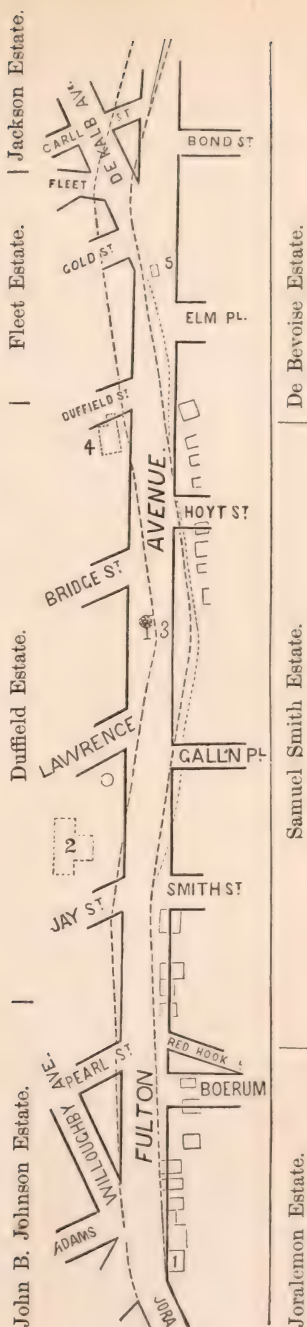 Jackson Estate.
Fleet Estate.
Duffield Estate.
John B. Johnson Estate.
CARLL ST
DE KALB AVE.
FLEET
BOND ST
GOLD ST.
5
ELM PL.
DUFFIELD ST
4
AVENUE.
HOYT ST.
BRIDGE ST.
3
LAWRENCE
GALL'N PL.
2
JAY ST.
SMITH ST.
PEARL ST
RED HOOK L
WILLOUGHBY AVE.
BOERUM
FULTON
ADAMS
1
JORA
De Bevoise Estate.
Samuel Smith Estate.
Joralemon Estate.